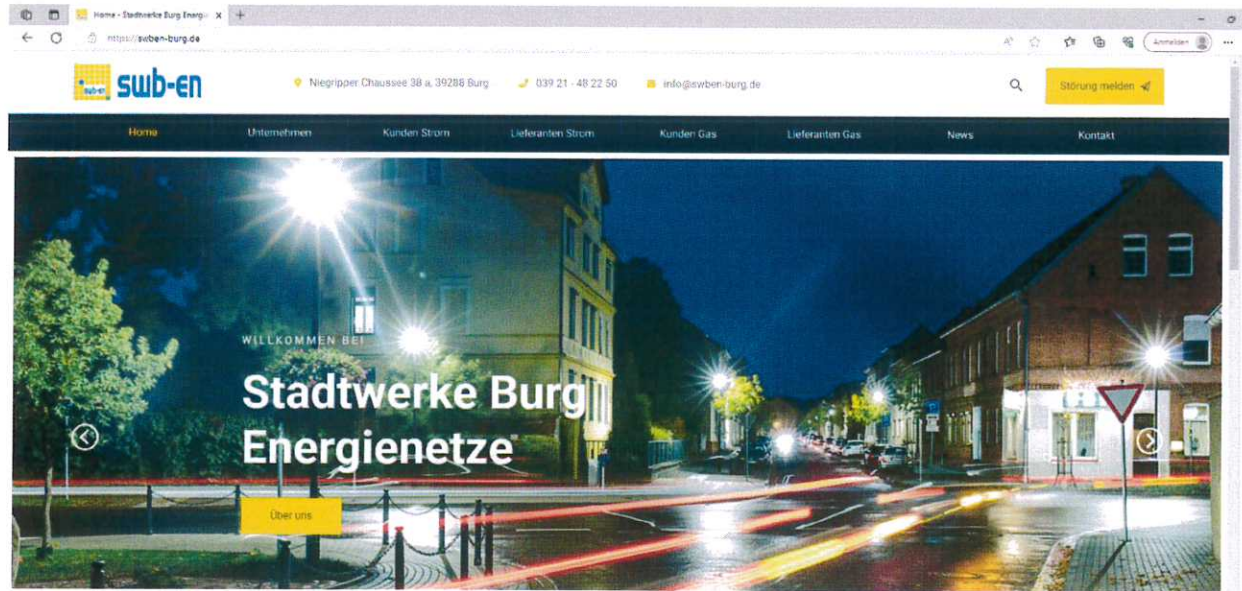 Home - Stadtwerke Burg Energi
https://swben-burg.de
Anmelden
swb-en swb-en
Niegripper Chaussee 38 a, 39288 Burg
039 21 - 48 22 50
info@swben-burg.de
Störung melden
Home Unternehmen Kunden Strom Lieferanten Strom Kunden Gas Lieferanten Gas News Kontakt
WILLKOMMEN BEI
Stadtwerke Burg
Energienetze
Über uns